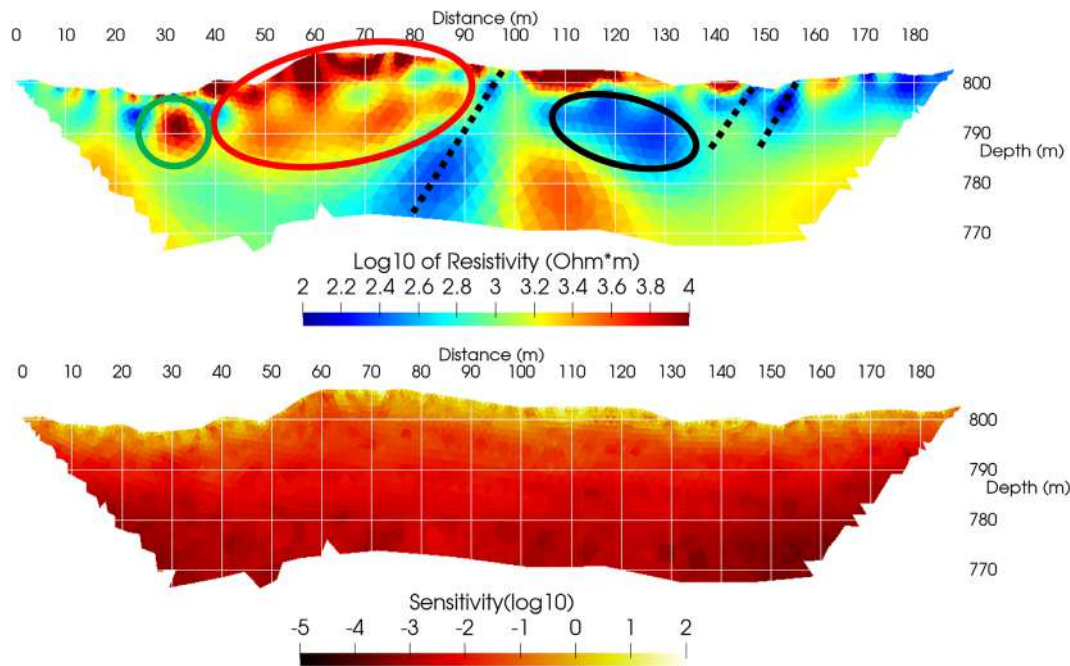 Distance (m)
0 10 20 30 40 50 60 70 80 90 100 110 120 130 140 150 160 170 180
800
790
Depth (m)
780
770
Log10 of Resistivity (Ohm*m)
2 2.2 2.4 2.6 2.8 3 3.2 3.4 3.6 3.8 4
Distance (m)
0 10 20 30 40 50 60 70 80 90 100 110 120 130 140 150 160 170 180
800
790
Depth (m)
780
770
Sensitivity(log10)
-5 -4 -3 -2 -1 0 1 2